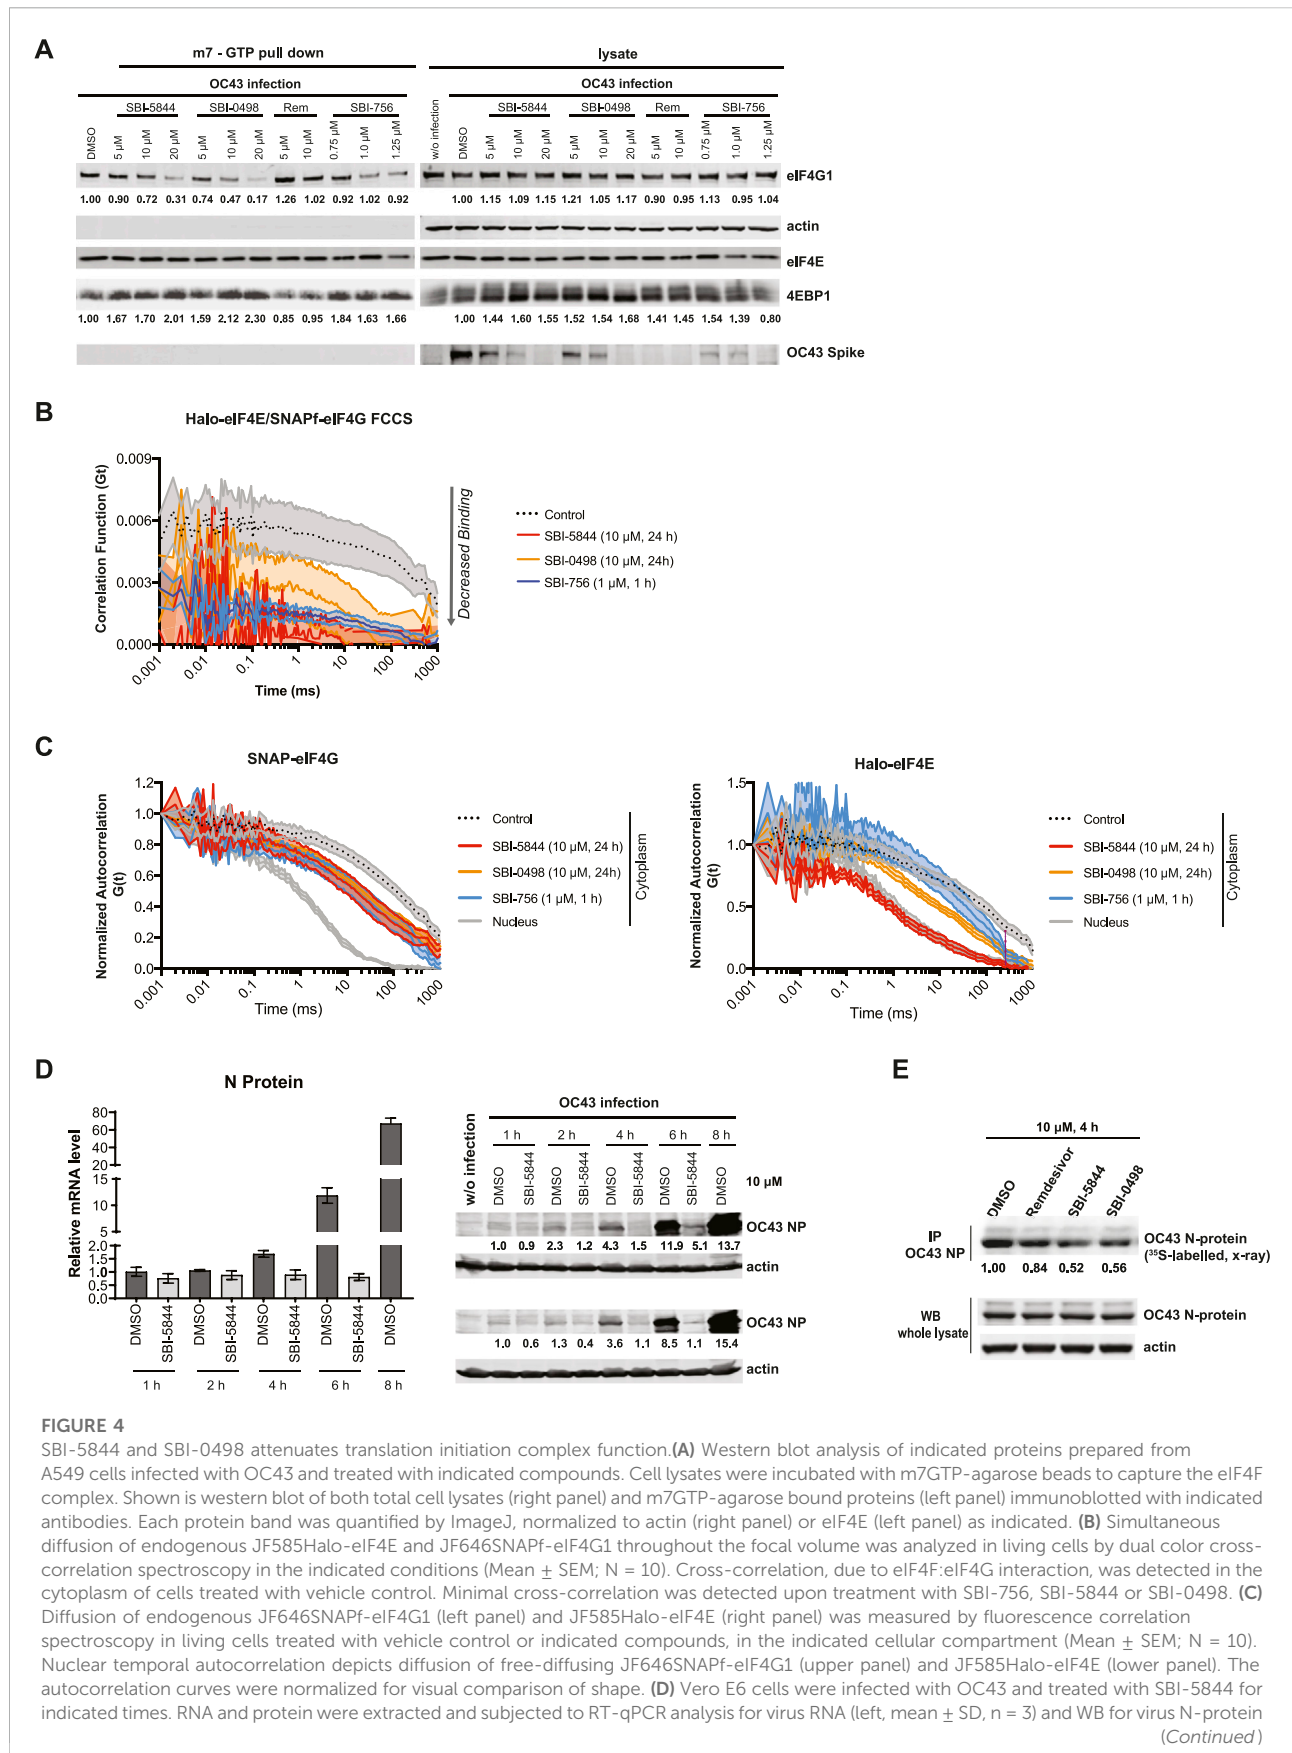 A
m7 - GTP pull down
lysate
OC43 infection
OC43 infection
SBI-5844 SBI-0498 Rem SBI-756
SBI-5844 SBI-0498 Rem SBI-756
DMSO 5 µM 10 µM 20 µM 5 µM 10 µM 20 µM 5 µM 10 µM 0.75 µM 1.0 µM 1.25 µM
w/o infection DMSO 5 µM 10 µM 20 µM 5 µM 10 µM 20 µM 5 µM 10 µM 0.75 µM 1.0 µM 1.25 µM
eIF4G1
1.00 0.90 0.72 0.31 0.74 0.47 0.17 1.26 1.02 0.92 1.02 0.92
1.00 1.15 1.09 1.15 1.21 1.05 1.17 0.90 0.95 1.13 0.95 1.04
actin
eIF4E
4EBP1
1.00 1.67 1.70 2.01 1.59 2.12 2.30 0.85 0.95 1.84 1.63 1.66
1.00 1.44 1.60 1.55 1.52 1.54 1.68 1.41 1.45 1.54 1.39 0.80
OC43 Spike
B
Halo-eIF4E/SNAPf-eIF4G FCCS
Correlation Function (Gt)
0.009
0.006
0.003
0.000
0.001 0.01 0.1 1 10 100 1000
Time (ms)
Decreased Binding
Control
SBI-5844 (10 µM, 24 h)
SBI-0498 (10 µM, 24h)
SBI-756 (1 µM, 1 h)
C
SNAP-eIF4G
Normalized Autocorrelation
G(t)
1.2
1.0
0.8
0.6
0.4
0.2
0.0
0.001 0.01 0.1 1 10 100 1000
Time (ms)
Control
SBI-5844 (10 µM, 24 h)
SBI-0498 (10 µM, 24h)
SBI-756 (1 µM, 1 h)
Nucleus
Cytoplasm
Halo-eIF4E
Normalized Autocorrelation
G(t)
1.5
1.0
0.5
0.0
0.001 0.01 0.1 1 10 100 1000
Time (ms)
Control
SBI-5844 (10 µM, 24 h)
SBI-0498 (10 µM, 24h)
SBI-756 (1 µM, 1 h)
Nucleus
Cytoplasm
D
N Protein
Relative mRNA level
80
60
40
20
15
10
5
2.0
1.5
1.0
0.5
0.0
DMSO SBI-5844 DMSO SBI-5844 DMSO SBI-5844 DMSO SBI-5844 DMSO
1 h 2 h 4 h 6 h 8 h
OC43 infection
w/o infection
1 h 2 h 4 h 6 h 8 h
DMSO SBI-5844 DMSO SBI-5844 DMSO SBI-5844 DMSO SBI-5844 DMSO
10 µM
OC43 NP
1.0 0.9 2.3 1.2 4.3 1.5 11.9 5.1 13.7
actin
OC43 NP
1.0 0.6 1.3 0.4 3.6 1.1 8.5 1.1 15.4
actin
E
10 µM, 4 h
DMSO Remdesivor SBI-5844 SBI-0498
IP
OC43 NP
OC43 N-protein
(³⁵S-labelled, x-ray)
1.00 0.84 0.52 0.56
WB
whole lysate
OC43 N-protein
actin
FIGURE 4
SBI-5844 and SBI-0498 attenuates translation initiation complex function.(A) Western blot analysis of indicated proteins prepared from
A549 cells infected with OC43 and treated with indicated compounds. Cell lysates were incubated with m7GTP-agarose beads to capture the eIF4F
complex. Shown is western blot of both total cell lysates (right panel) and m7GTP-agarose bound proteins (left panel) immunoblotted with indicated
antibodies. Each protein band was quantified by ImageJ, normalized to actin (right panel) or eIF4E (left panel) as indicated. (B) Simultaneous
diffusion of endogenous JF585Halo-eIF4E and JF646SNAPf-eIF4G1 throughout the focal volume was analyzed in living cells by dual color cross-
correlation spectroscopy in the indicated conditions (Mean ± SEM; N = 10). Cross-correlation, due to eIF4F:eIF4G interaction, was detected in the
cytoplasm of cells treated with vehicle control. Minimal cross-correlation was detected upon treatment with SBI-756, SBI-5844 or SBI-0498. (C)
Diffusion of endogenous JF646SNAPf-eIF4G1 (left panel) and JF585Halo-eIF4E (right panel) was measured by fluorescence correlation
spectroscopy in living cells treated with vehicle control or indicated compounds, in the indicated cellular compartment (Mean ± SEM; N = 10).
Nuclear temporal autocorrelation depicts diffusion of free-diffusing JF646SNAPf-eIF4G1 (upper panel) and JF585Halo-eIF4E (lower panel). The
autocorrelation curves were normalized for visual comparison of shape. (D) Vero E6 cells were infected with OC43 and treated with SBI-5844 for
indicated times. RNA and protein were extracted and subjected to RT-qPCR analysis for virus RNA (left, mean ± SD, n = 3) and WB for virus N-protein
(Continued)